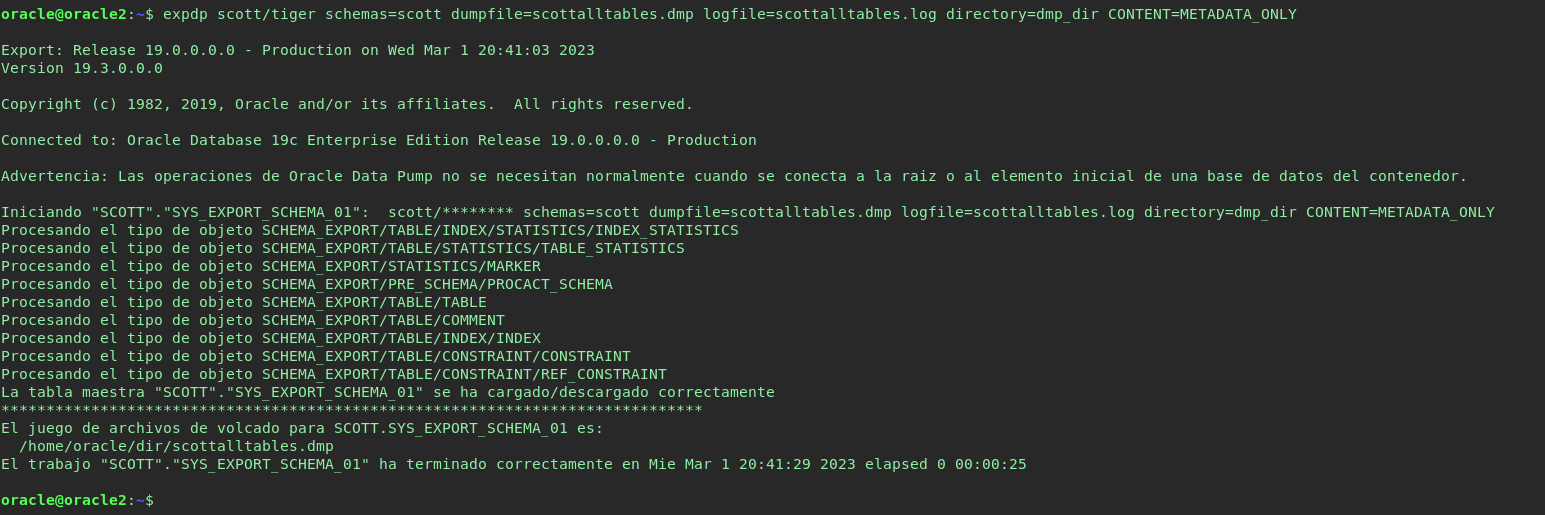 oracle@oracle2:~$ expdp scott/tiger schemas=scott dumpfile=scottalltables.dmp logfile=scottalltables.log directory=dmp_dir CONTENT=METADATA_ONLY
Export: Release 19.0.0.0.0 - Production on Wed Mar 1 20:41:03 2023
Version 19.3.0.0.0
Copyright (c) 1982, 2019, Oracle and/or its affiliates.  All rights reserved.
Connected to: Oracle Database 19c Enterprise Edition Release 19.0.0.0.0 - Production
Advertencia: Las operaciones de Oracle Data Pump no se necesitan normalmente cuando se conecta a la raiz o al elemento inicial de una base de datos del contenedor.
Iniciando "SCOTT"."SYS_EXPORT_SCHEMA_01":  scott/******** schemas=scott dumpfile=scottalltables.dmp logfile=scottalltables.log directory=dmp_dir CONTENT=METADATA_ONLY
Procesando el tipo de objeto SCHEMA_EXPORT/TABLE/INDEX/STATISTICS/INDEX_STATISTICS
Procesando el tipo de objeto SCHEMA_EXPORT/TABLE/STATISTICS/TABLE_STATISTICS
Procesando el tipo de objeto SCHEMA_EXPORT/STATISTICS/MARKER
Procesando el tipo de objeto SCHEMA_EXPORT/PRE_SCHEMA/PROCACT_SCHEMA
Procesando el tipo de objeto SCHEMA_EXPORT/TABLE/TABLE
Procesando el tipo de objeto SCHEMA_EXPORT/TABLE/COMMENT
Procesando el tipo de objeto SCHEMA_EXPORT/TABLE/INDEX/INDEX
Procesando el tipo de objeto SCHEMA_EXPORT/TABLE/CONSTRAINT/CONSTRAINT
Procesando el tipo de objeto SCHEMA_EXPORT/TABLE/CONSTRAINT/REF_CONSTRAINT
La tabla maestra "SCOTT"."SYS_EXPORT_SCHEMA_01" se ha cargado/descargado correctamente
******************************************************************************
El juego de archivos de volcado para SCOTT.SYS_EXPORT_SCHEMA_01 es:
  /home/oracle/dir/scottalltables.dmp
El trabajo "SCOTT"."SYS_EXPORT_SCHEMA_01" ha terminado correctamente en Mie Mar 1 20:41:29 2023 elapsed 0 00:00:25
oracle@oracle2:~$